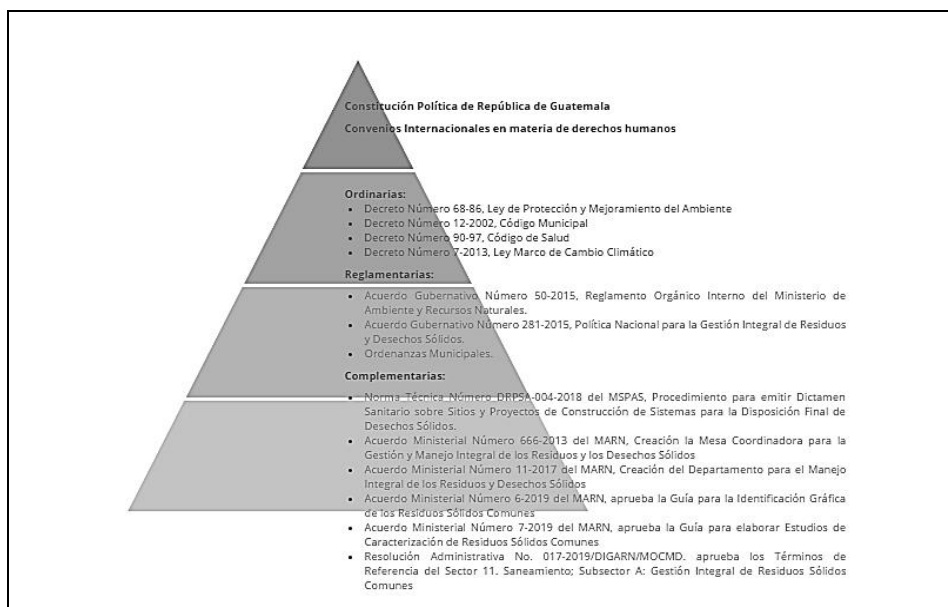 Constitución Política de República de Guatemala
Convenios Internacionales en materia de derechos humanos
Ordinarias:
• Decreto Número 68-86, Ley de Protección y Mejoramiento del Ambiente
• Decreto Número 12-2002, Código Municipal
• Decreto Número 90-97, Código de Salud
• Decreto Número 7-2013, Ley Marco de Cambio Climático
Reglamentarias:
• Acuerdo Gubernativo Número 50-2015, Reglamento Orgánico Interno del Ministerio de
Ambiente y Recursos Naturales.
• Acuerdo Gubernativo Número 281-2015, Política Nacional para la Gestión Integral de Residuos
y Desechos Sólidos.
• Ordenanzas Municipales.
Complementarias:
• Norma Técnica Número DRPSA-004-2018 del MSPAS, Procedimiento para emitir Dictamen
Sanitario sobre Sitios y Proyectos de Construcción de Sistemas para la Disposición Final de
Desechos Sólidos.
• Acuerdo Ministerial Número 666-2013 del MARN, Creación la Mesa Coordinadora para la
Gestión y Manejo Integral de los Residuos y los Desechos Sólidos
• Acuerdo Ministerial Número 11-2017 del MARN, Creación del Departamento para el Manejo
Integral de los Residuos y Desechos Sólidos
• Acuerdo Ministerial Número 6-2019 del MARN, aprueba la Guía para la Identificación Gráfica
de los Residuos Sólidos Comunes
• Acuerdo Ministerial Número 7-2019 del MARN, aprueba la Guía para elaborar Estudios de
Caracterización de Residuos Sólidos Comunes
• Resolución Administrativa No. 017-2019/DIGARN/MOCMD. aprueba los Términos de
Referencia del Sector 11. Saneamiento; Subsector A: Gestión Integral de Residuos Sólidos
Comunes